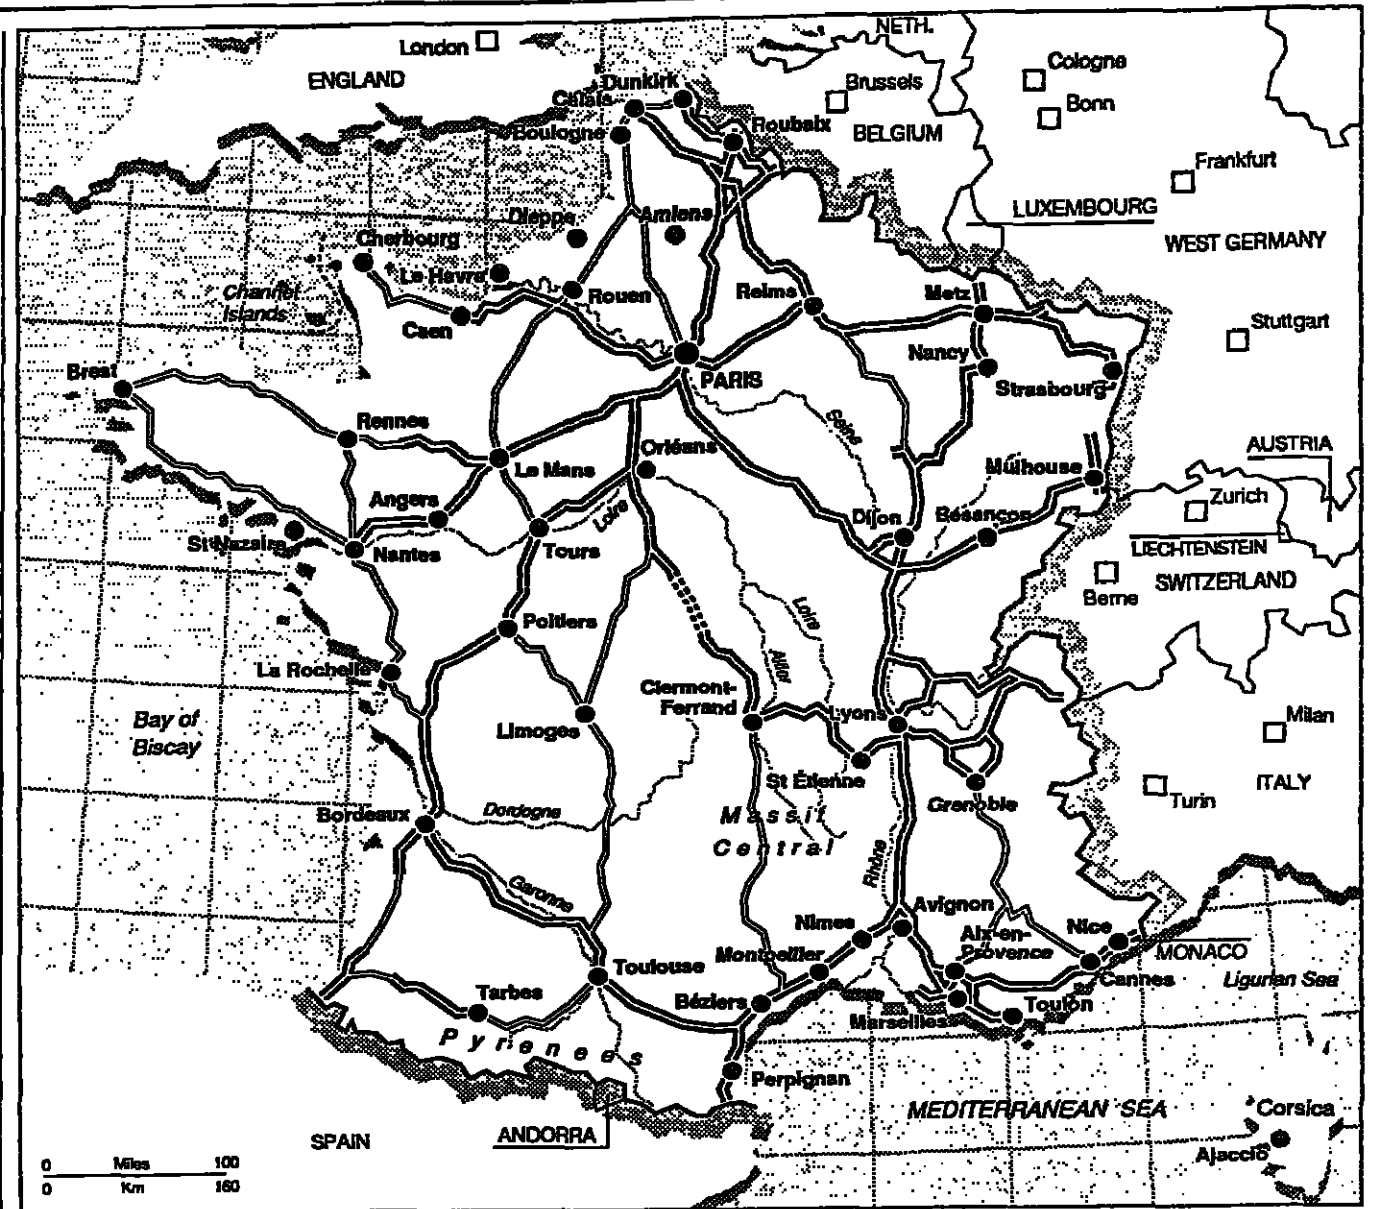 NETH.
London
Cologne
ENGLAND
Dunkirk
Brussels
Calais
Bonn
Boulogne
Roubaix
BELGIUM
Frankfurt
LUXEMBOURG
Dieppe
Amiens
WEST GERMANY
Cherbourg
Le Havre
Channel
Islands
Rouen
Reims
Metz
Caen
Stuttgart
Nancy
Brest
PARIS
Strasbourg
Rennes
Seine
Orléans
AUSTRIA
Le Mans
Mulhouse
Angers
Zurich
Loire
Dijon
Bésançon
St Nazaire
Nantes
Tours
LIECHTENSTEIN
SWITZERLAND
Berne
Loire
Poitiers
Allier
La Rochelle
Clermont-
Ferrand
Lyons
Bay of
Biscay
Limoges
Milan
St Étienne
ITALY
Turin
Grenoble
Dordogne
Bordeaux
Massif
Central
Rhône
Garonne
Avignon
Nimes
Aix-en-
Provence
Nice
MONACO
Montpellier
Toulouse
Cannes
Ligurian Sea
Tarbes
Béziers
Toulon
Marseilles
Pyrenees
Perpignan
MEDITERRANEAN SEA
Corsica
SPAIN
ANDORRA
Ajaccio
0 Miles 100
0 Km 160